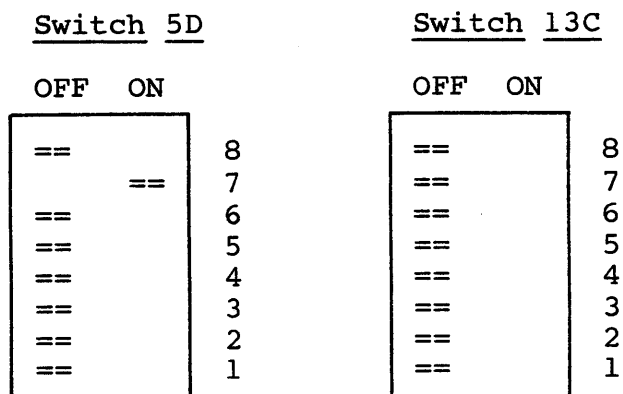 Switch 5D    Switch 13C
OFF ON    OFF ON
== 8    == 8
== 7    == 7
== 6    == 6
== 5    == 5
== 4    == 4
== 3    == 3
== 2    == 2
== 1    == 1